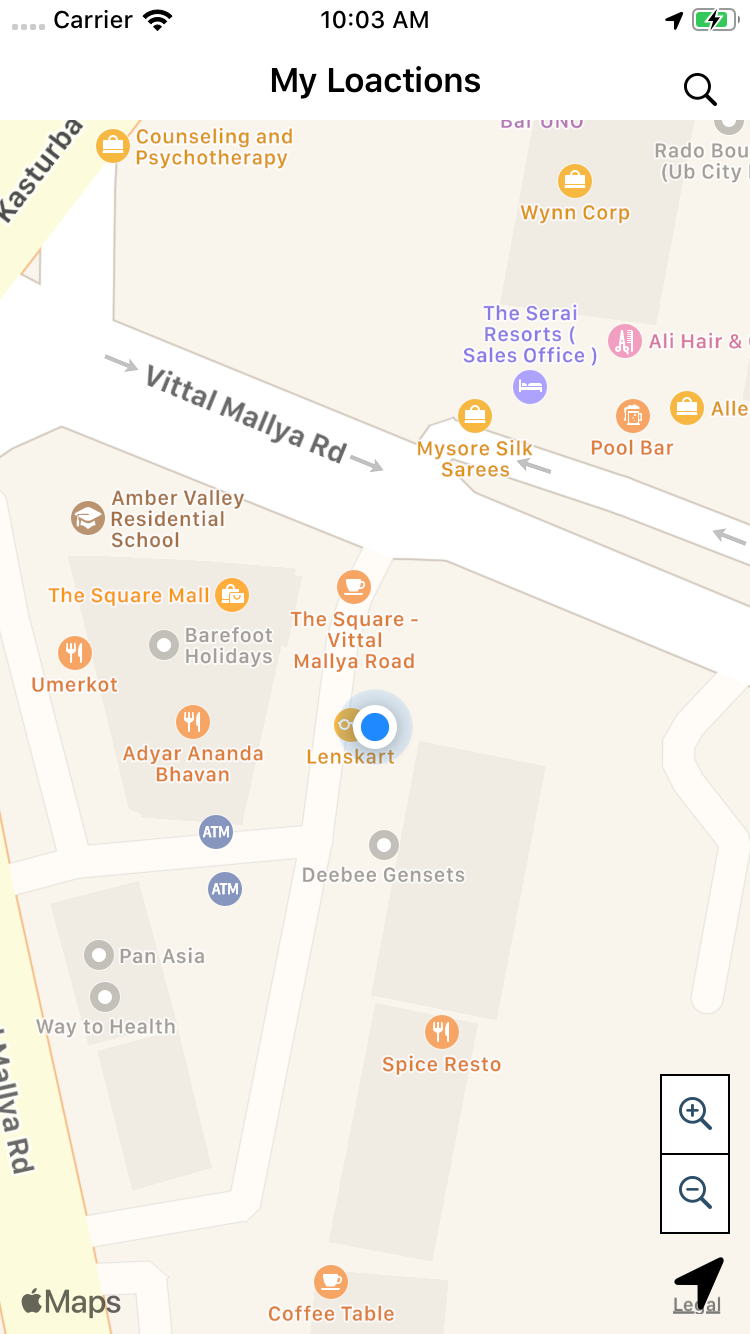 Carrier
10:03 AM
My Loactions
Kasturba
Counseling and
Psychotherapy
Bar UNO
Rado Bou
(Ub City
Wynn Corp
The Serai
Resorts (
Sales Office )
Ali Hair &
Vittal Mallya Rd
Mysore Silk
Sarees
Pool Bar
Alle
Amber Valley
Residential
School
The Square Mall
The Square -
Vittal
Mallya Road
Barefoot
Holidays
Umerkot
Adyar Ananda
Bhavan
Lenskart
ATM
Deebee Gensets
ATM
Pan Asia
Way to Health
Spice Resto
Mallya Rd
Maps
Coffee Table
Legal